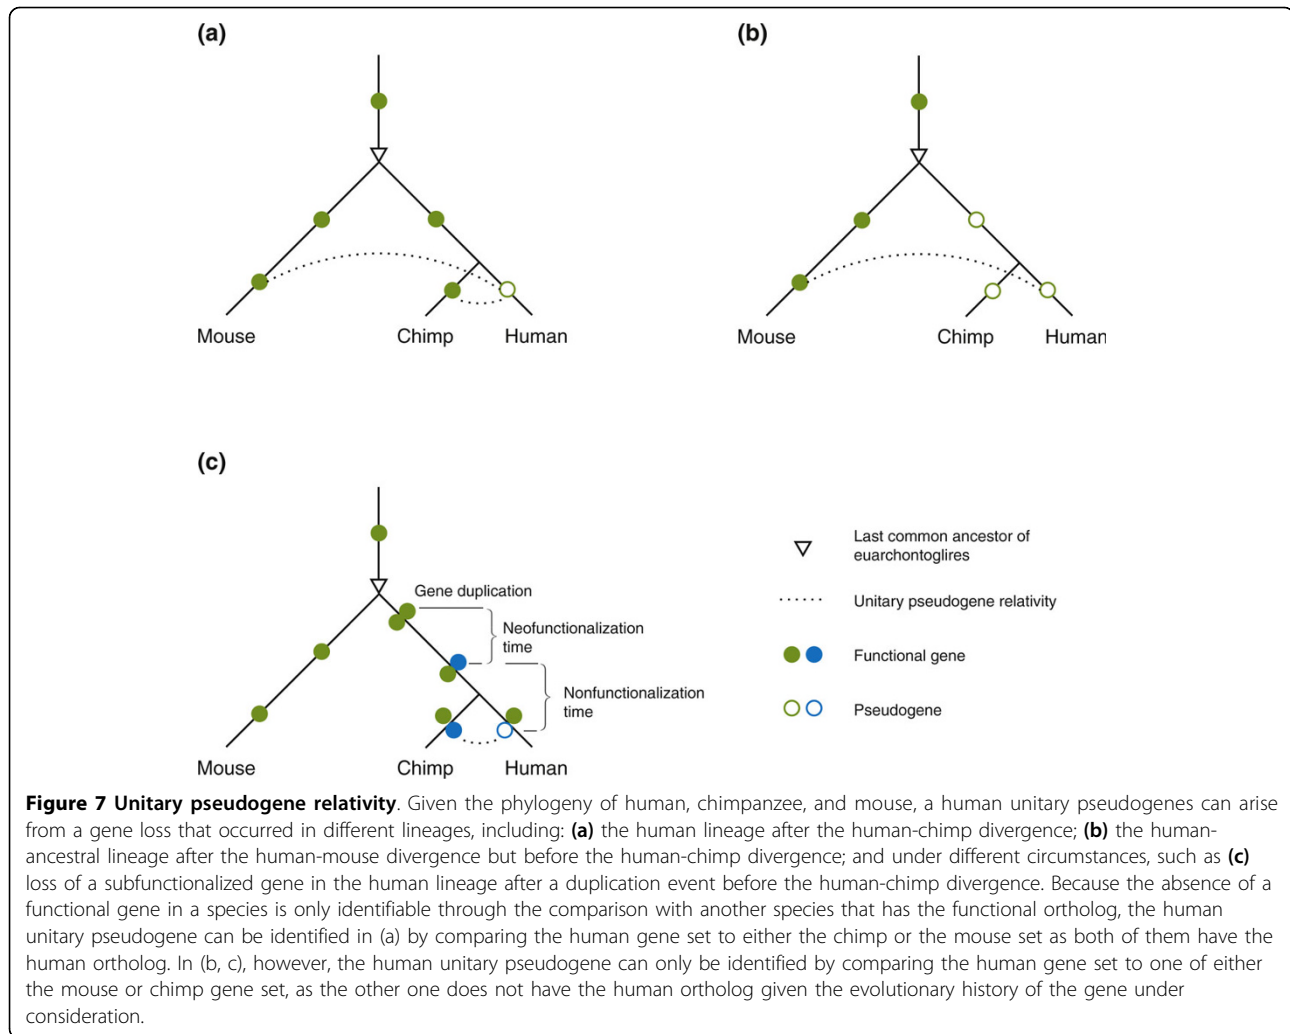 (a)
(b)
Mouse
Chimp
Human
Mouse
Chimp
Human
(c)
Gene duplication
Neofunctionalization
time
Nonfunctionalization
time
Mouse
Chimp
Human
Last common ancestor of
euarchontoglires
Unitary pseudogene relativity
Functional gene
Pseudogene
Figure 7 Unitary pseudogene relativity. Given the phylogeny of human, chimpanzee, and mouse, a human unitary pseudogenes can arise
from a gene loss that occurred in different lineages, including: (a) the human lineage after the human-chimp divergence; (b) the human-
ancestral lineage after the human-mouse divergence but before the human-chimp divergence; and under different circumstances, such as (c)
loss of a subfunctionalized gene in the human lineage after a duplication event before the human-chimp divergence. Because the absence of a
functional gene in a species is only identifiable through the comparison with another species that has the functional ortholog, the human
unitary pseudogene can be identified in (a) by comparing the human gene set to either the chimp or the mouse set as both of them have the
human ortholog. In (b, c), however, the human unitary pseudogene can only be identified by comparing the human gene set to one of either
the mouse or chimp gene set, as the other one does not have the human ortholog given the evolutionary history of the gene under
consideration.